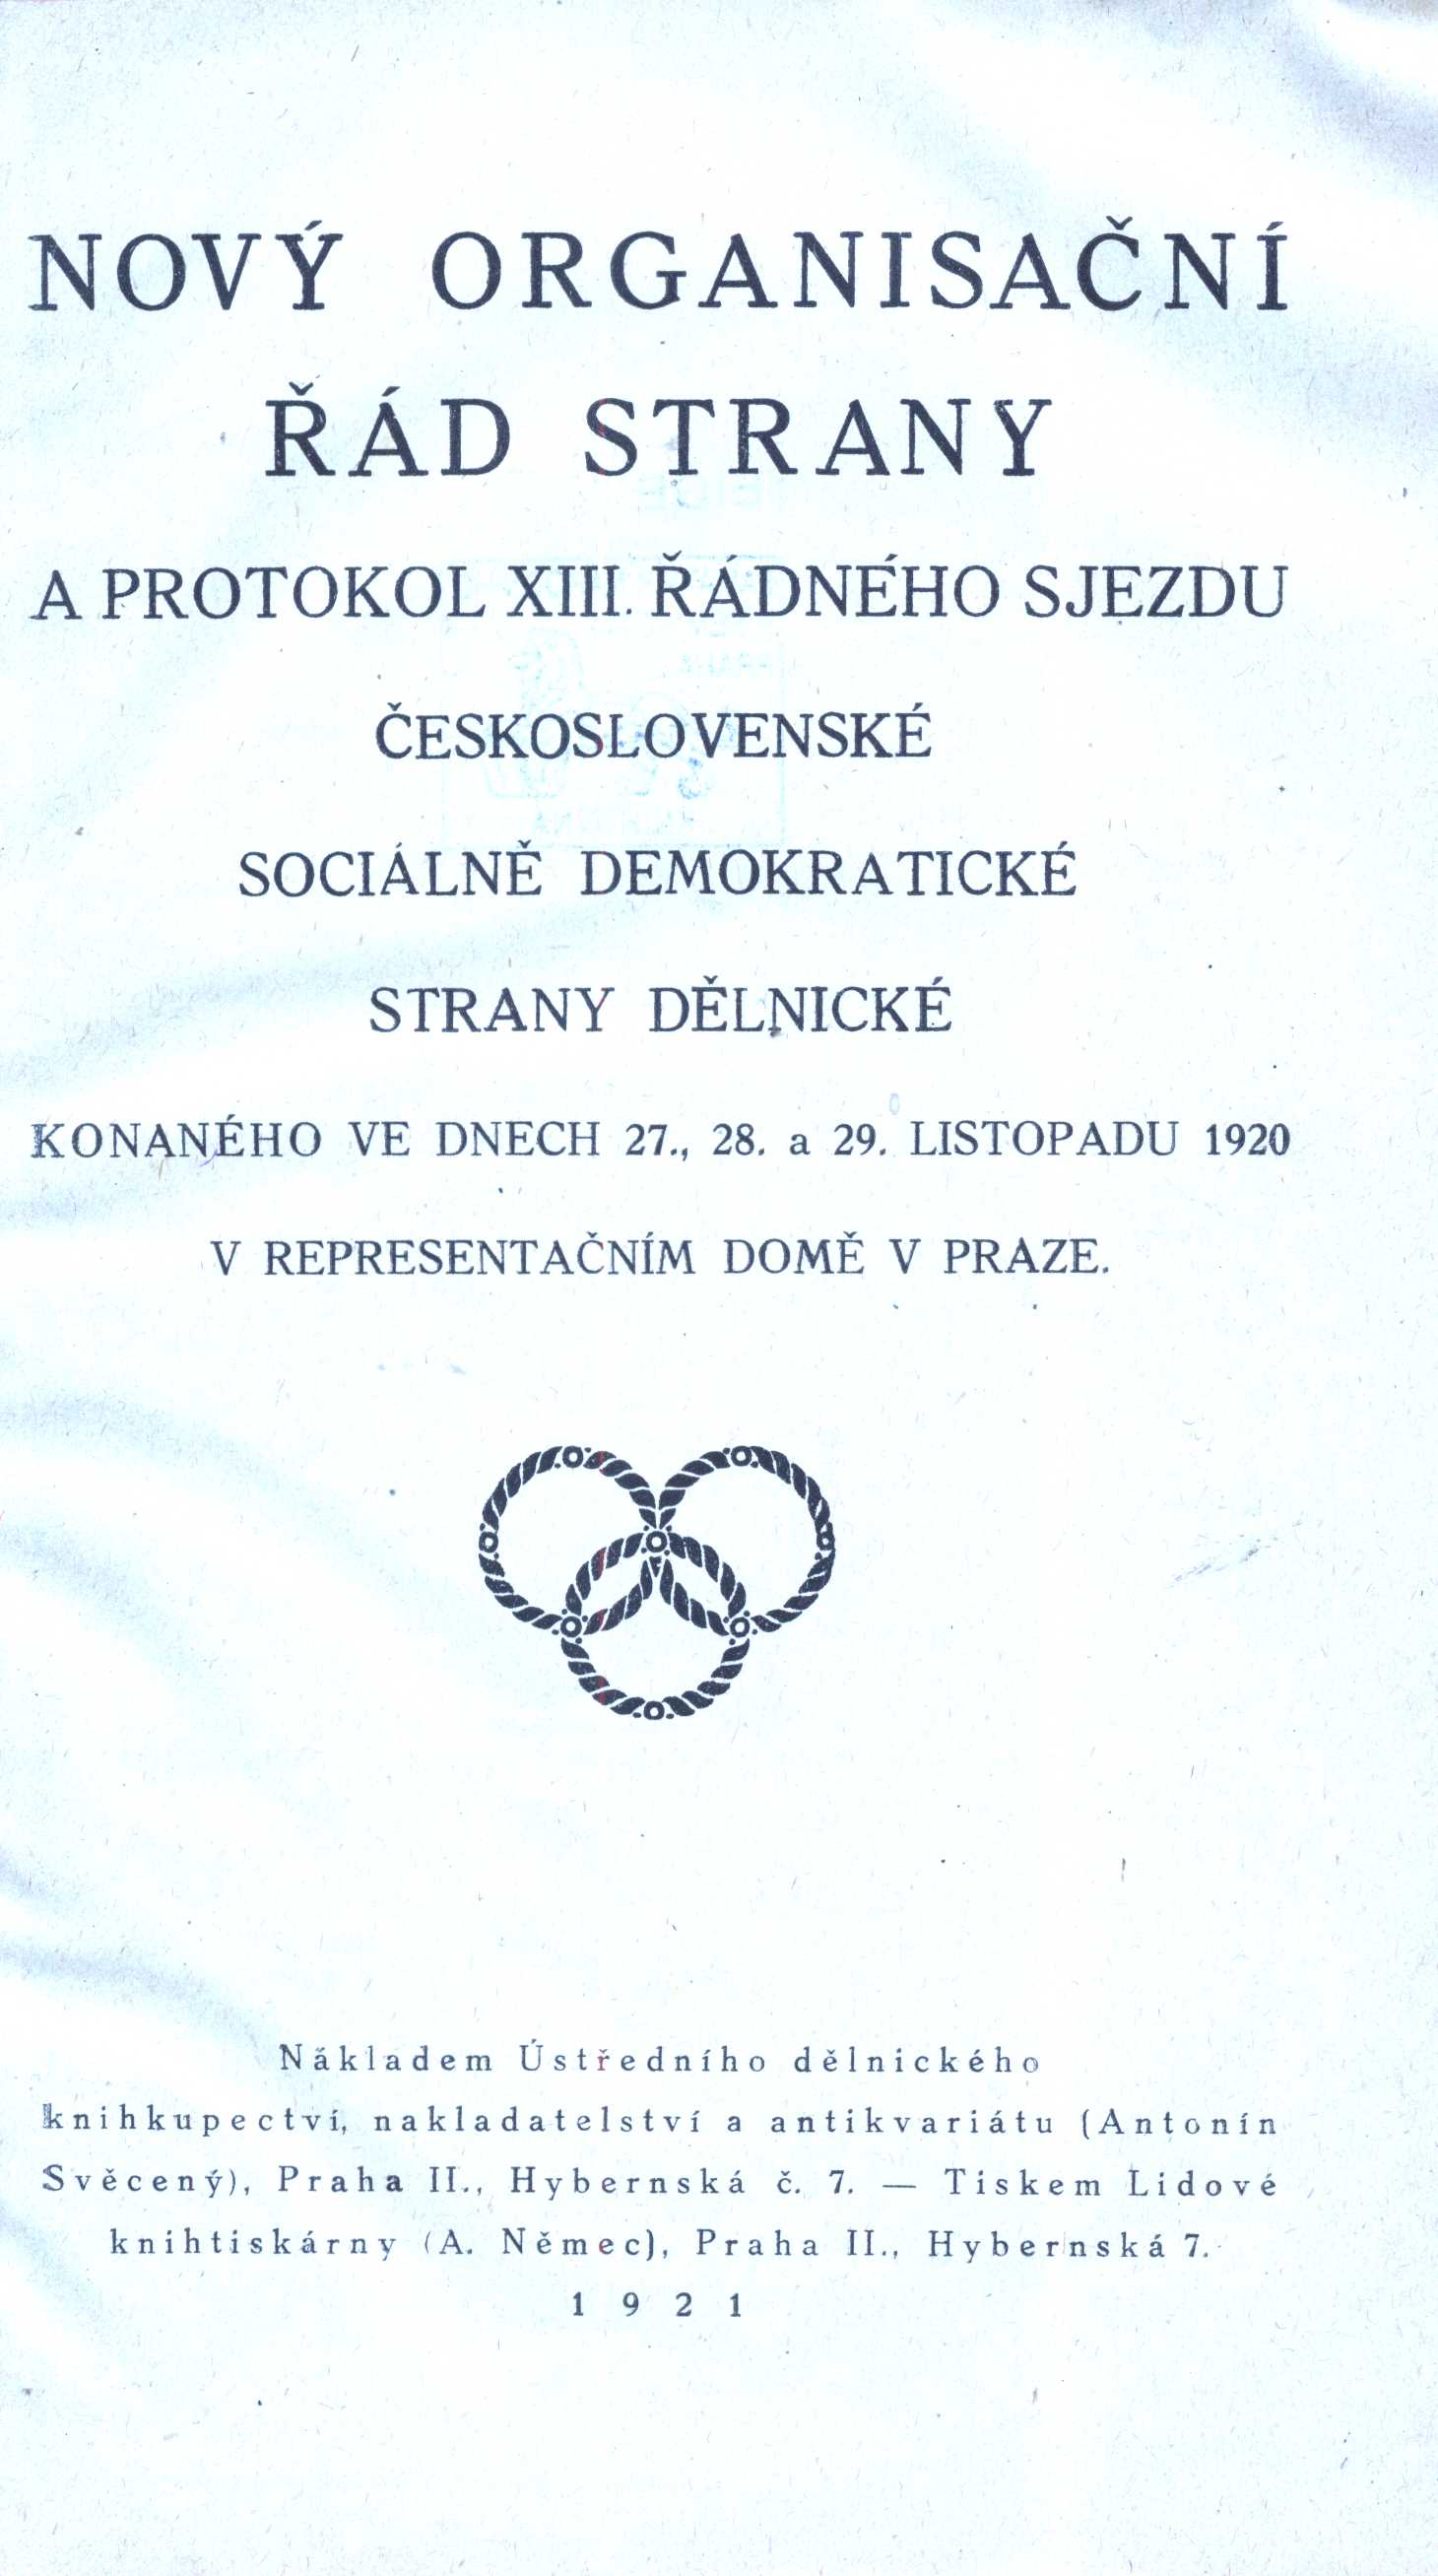 NOVÝ ORGANISAČNÍ
ŘÁD STRANY
A PROTOKOL XIII. ŘÁDNÉHO SJEZDU
ČESKOSLOVENSKÉ
SOCIÁLNĚ DEMOKRATICKÉ
STRANY DĚLNICKÉ
KONANÉHO VE DNECH 27., 28. a 29. LISTOPADU 1920
V REPRESENTAČNÍM DOMĚ V PRAZE.
Nákladem Ústředního dělnického
knihkupectví, nakladatelství a antikvariátu (Antonín
Svěcený), Praha II., Hybernská č. 7. — Tiskem Lidové
knihtiskárny (A. Němec), Praha II., Hybernská 7.
1921